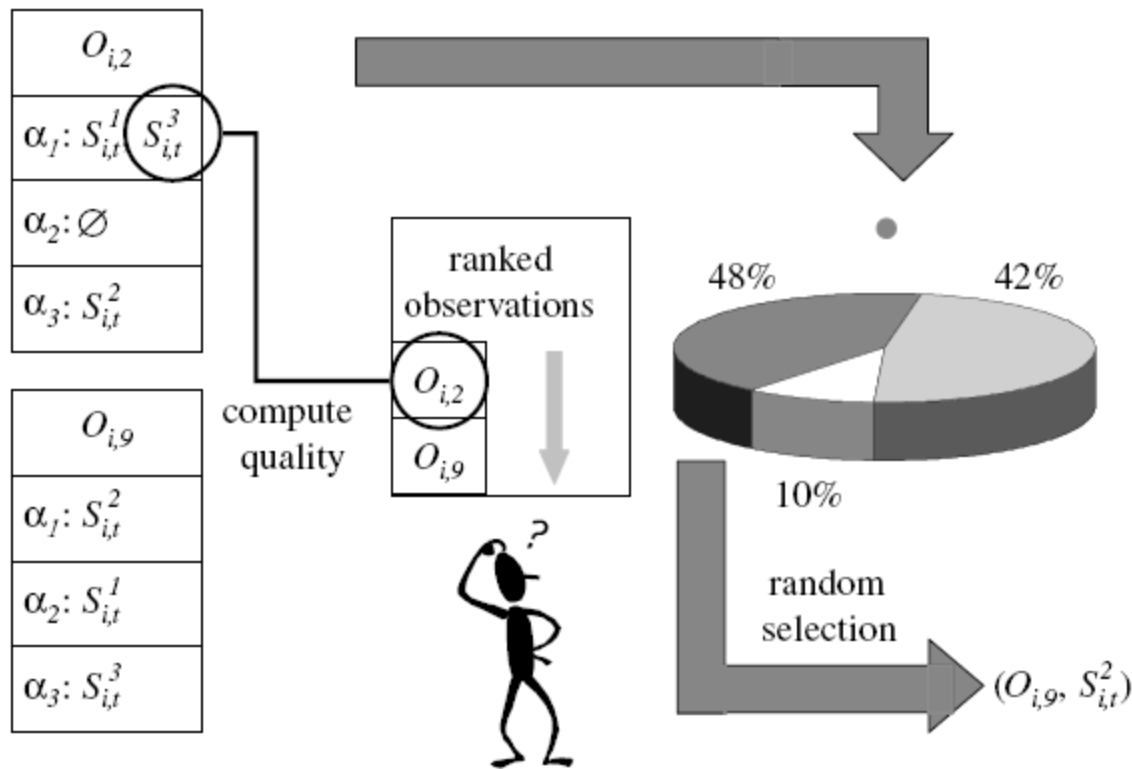 O_{i,2}
α_1: S^1_{i,t} S^3_{i,t}
α_2: ∅
α_3: S^2_{i,t}
O_{i,9}
α_1: S^2_{i,t}
α_2: S^1_{i,t}
α_3: S^3_{i,t}
compute
quality
ranked
observations
O_{i,2}
O_{i,9}
?
48%
42%
10%
random
selection
(O_{i,9}, S^2_{i,t})